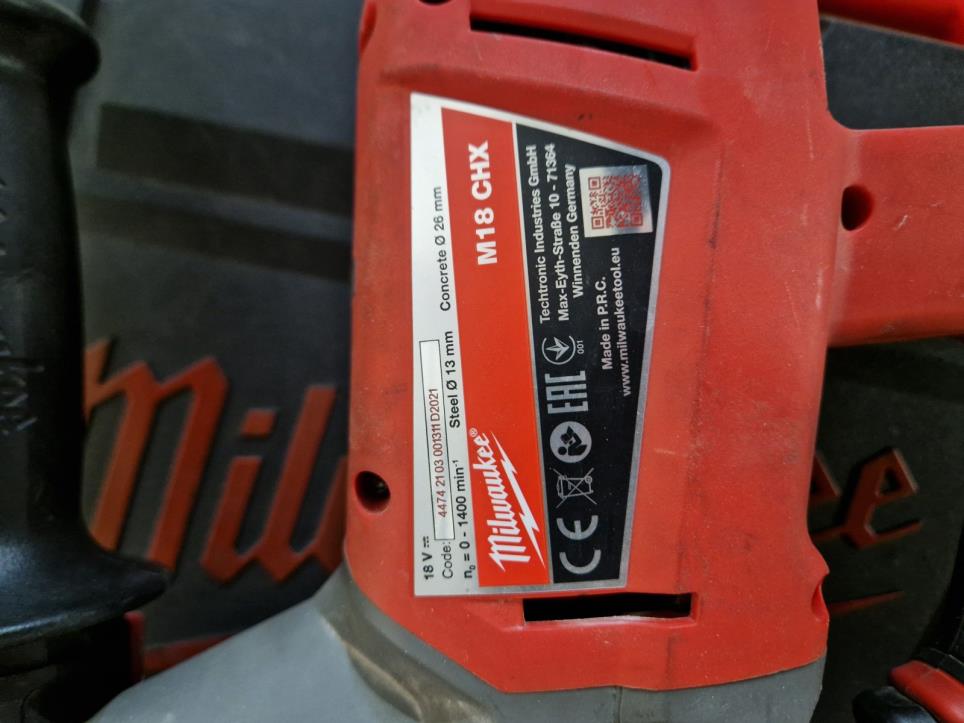 18 V
Code: 4474 21 03 001311 D2021
n₀ = 0 - 1400 min⁻¹ Steel Ø 13 mm Concrete Ø 26 mm
Milwaukee® M18 CHX
CE EAC 001
Techtronic Industries GmbH
Max-Eyth-Straße 10 - 71364
Winnenden Germany
Made in P.R.C.
www.milwaukeetool.eu